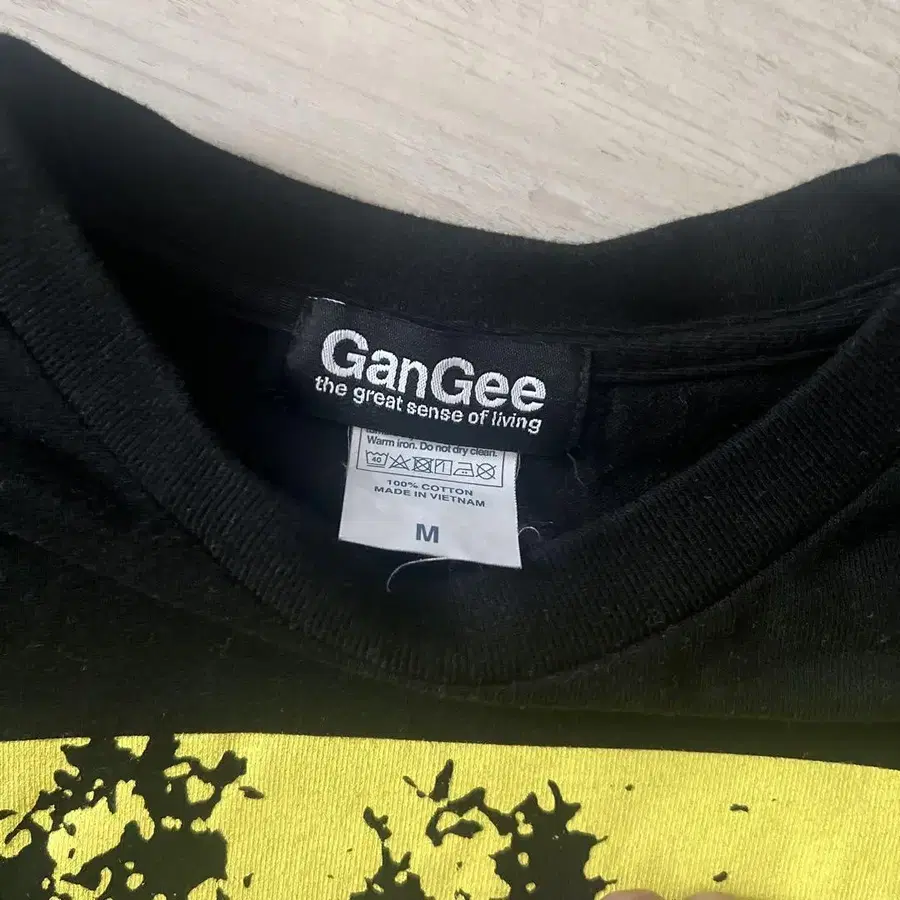 GanGee
the great sense of living
Warm iron. Do not dry clean.
40
100% COTTON
MADE IN VIETNAM
M